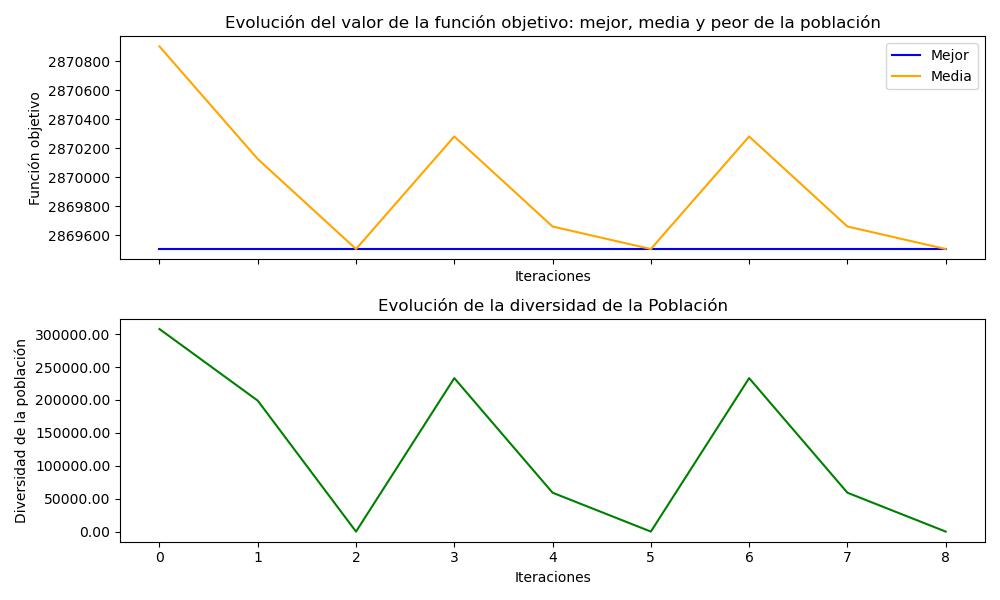 Evolución del valor de la función objetivo: mejor, media y peor de la población
Mejor
Media
2870800
2870600
2870400
2870200
2870000
2869800
2869600
Función objetivo
Iteraciones
Evolución de la diversidad de la Población
300000.00
250000.00
200000.00
150000.00
100000.00
50000.00
0.00
Diversidad de la población
0 1 2 3 4 5 6 7 8
Iteraciones